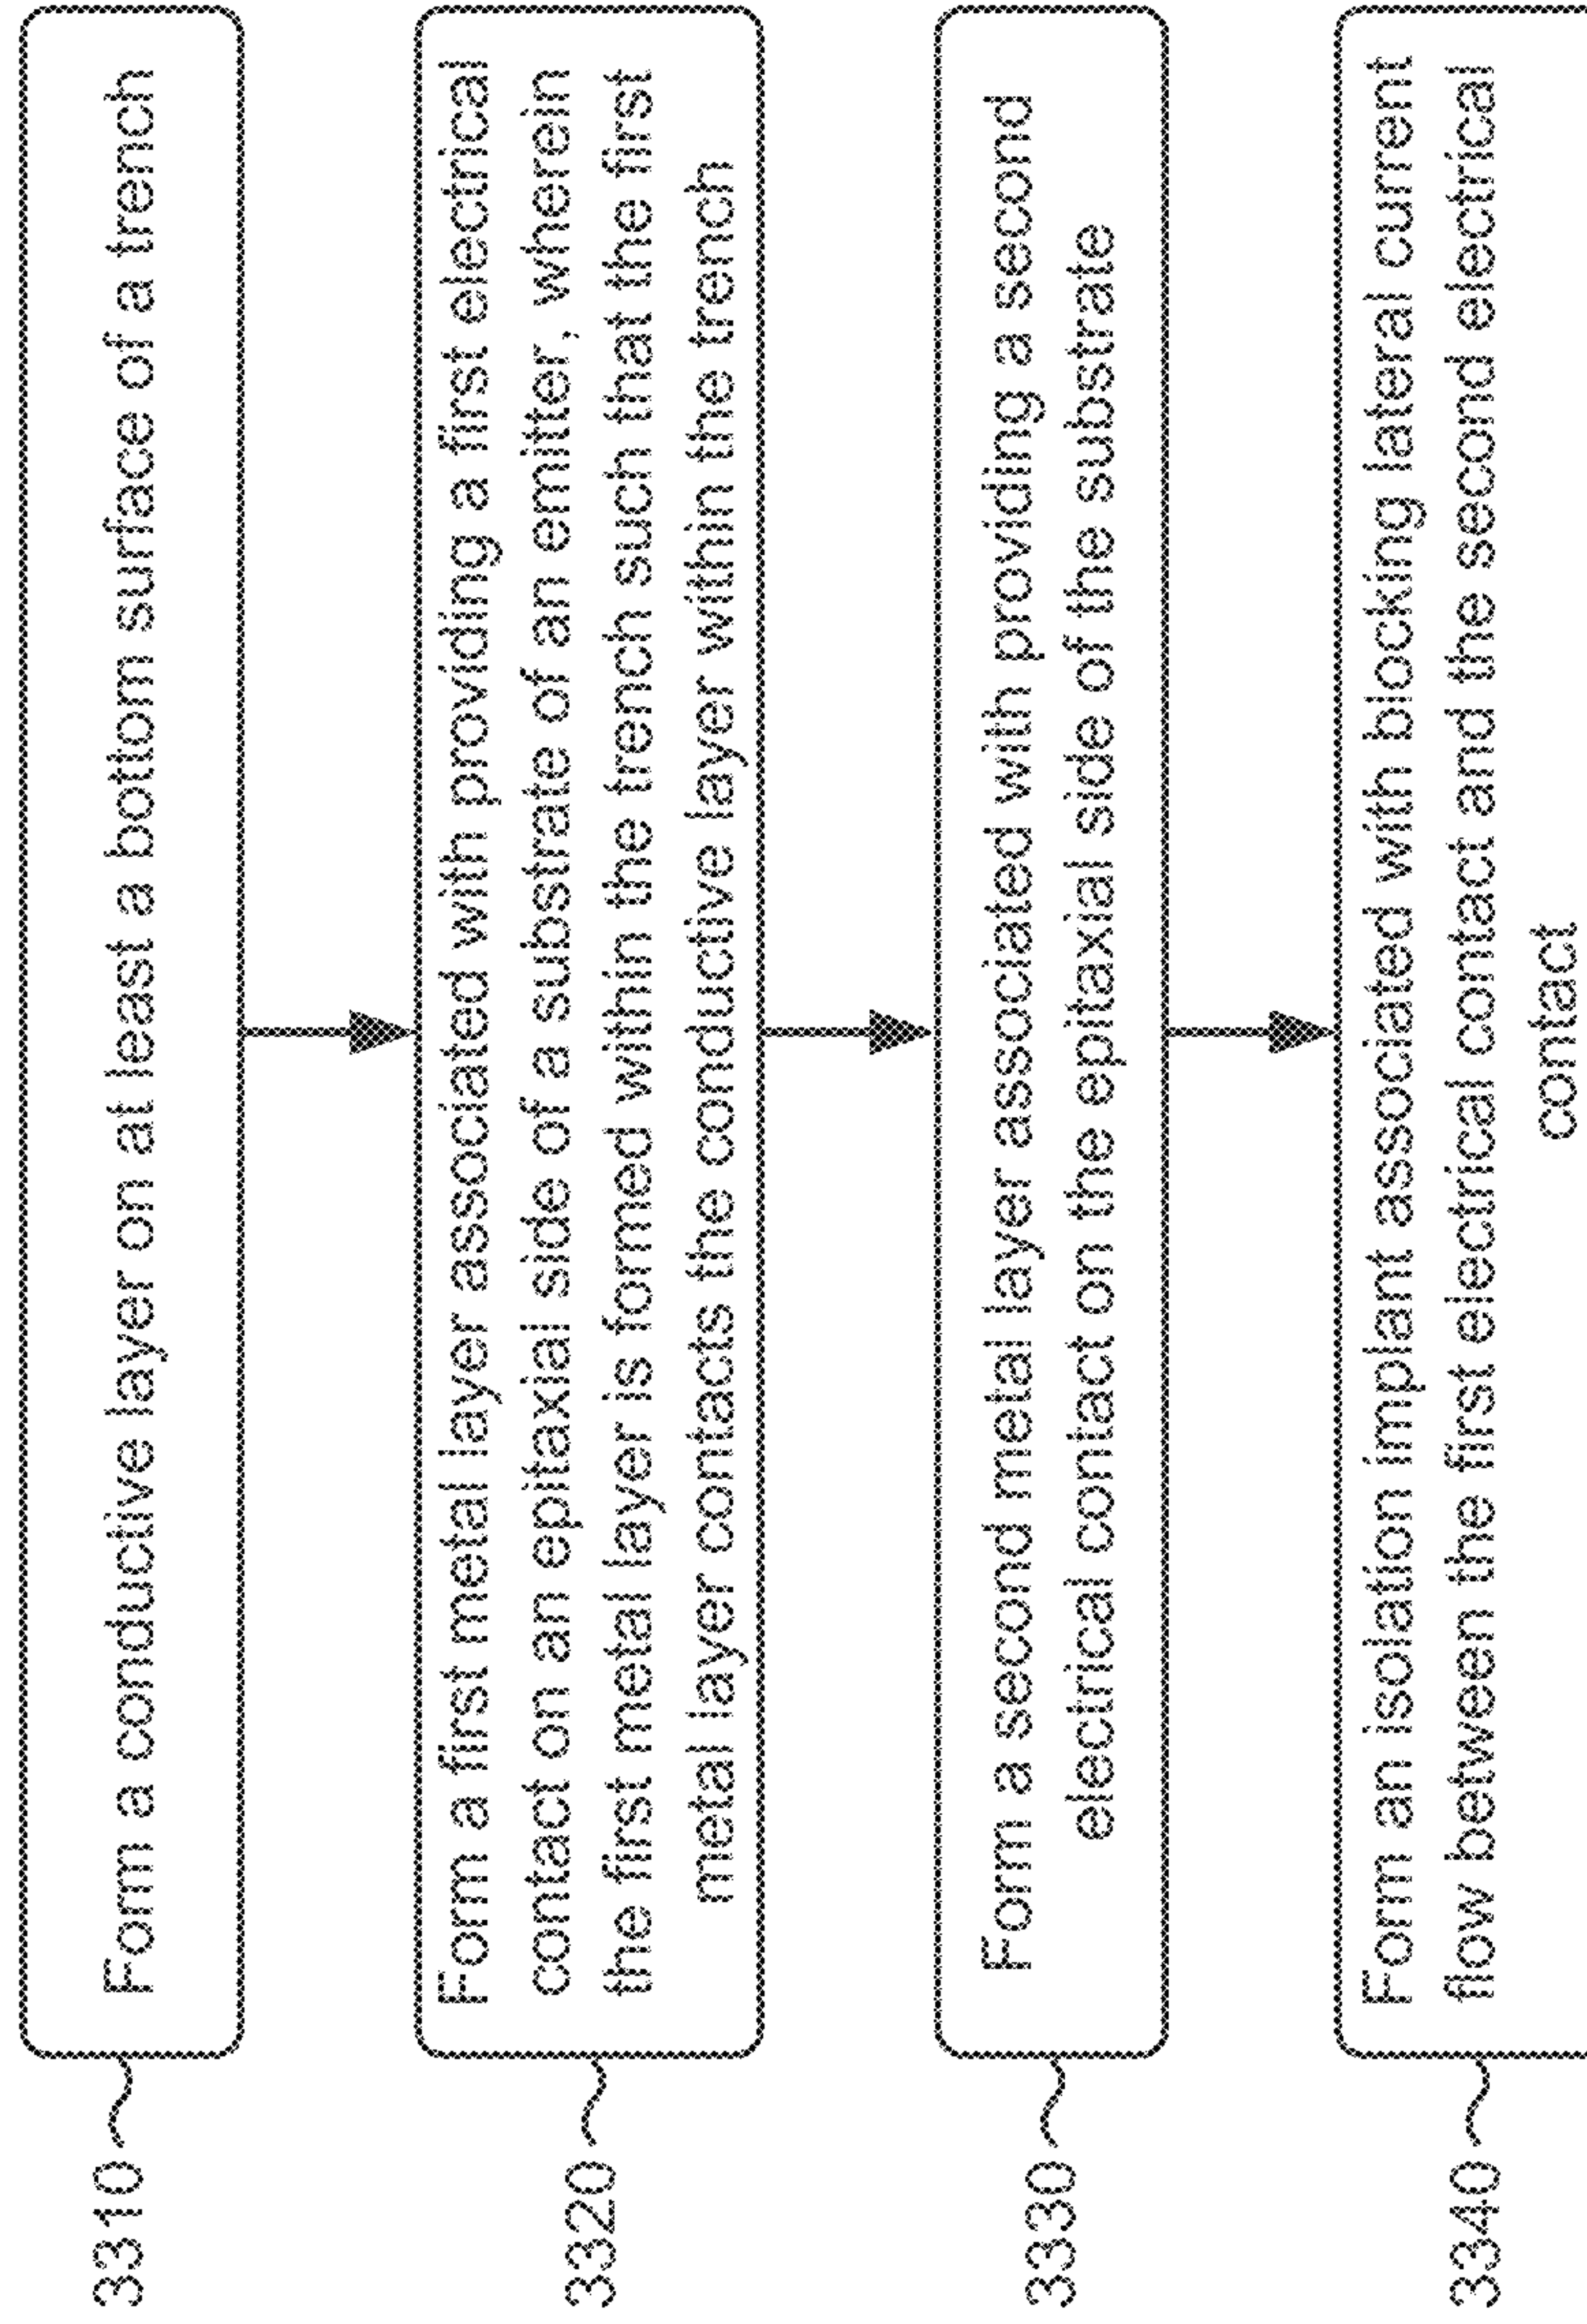 3310
Form a conductive layer on at least a bottom surface of a trench
3320
Form a first metal layer associated with providing a first electrical
contact on an epitaxial side of a substrate of an emitter, wherein
the first metal layer is formed within the trench such that the first
metal layer contacts the conductive layer within the trench
3330
Form a second metal layer associated with providing a second
electrical contact on the epitaxial side of the substrate
3340
Form an isolation implant associated with blocking lateral current
flow between the first electrical contact and the second electrical
contact